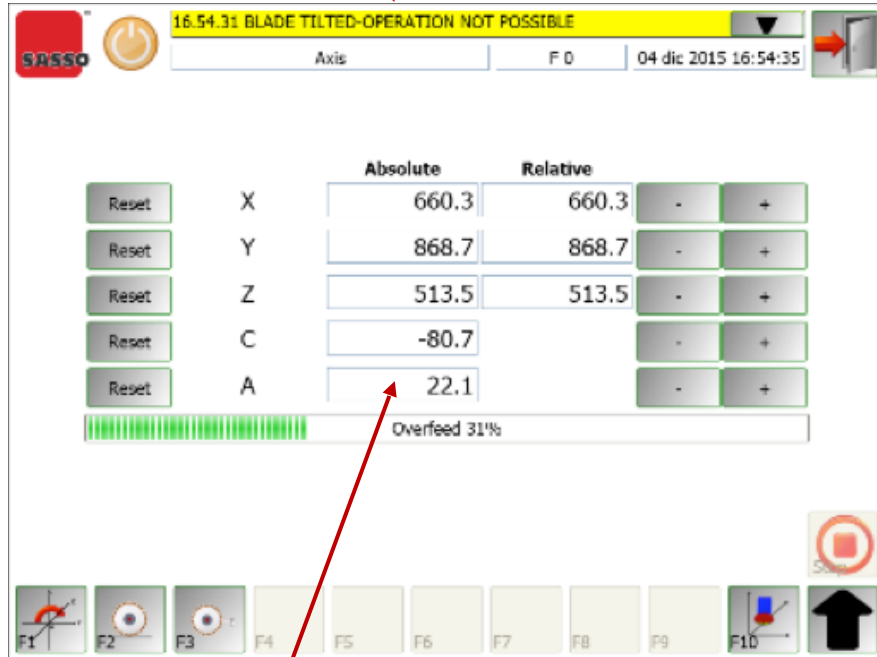 16.54.31 BLADE TILTED-OPERATION NOT POSSIBLE
SASSO
Axis F 0 04 dic 2015 16:54:35
Absolute Relative
Reset X 660.3 660.3 - +
Reset Y 868.7 868.7 - +
Reset Z 513.5 513.5 - +
Reset C -80.7 - +
Reset A 22.1 - +
Overfeed 31%
Stop
F1 F2 F3 F4 F5 F6 F7 F8 F9 F10